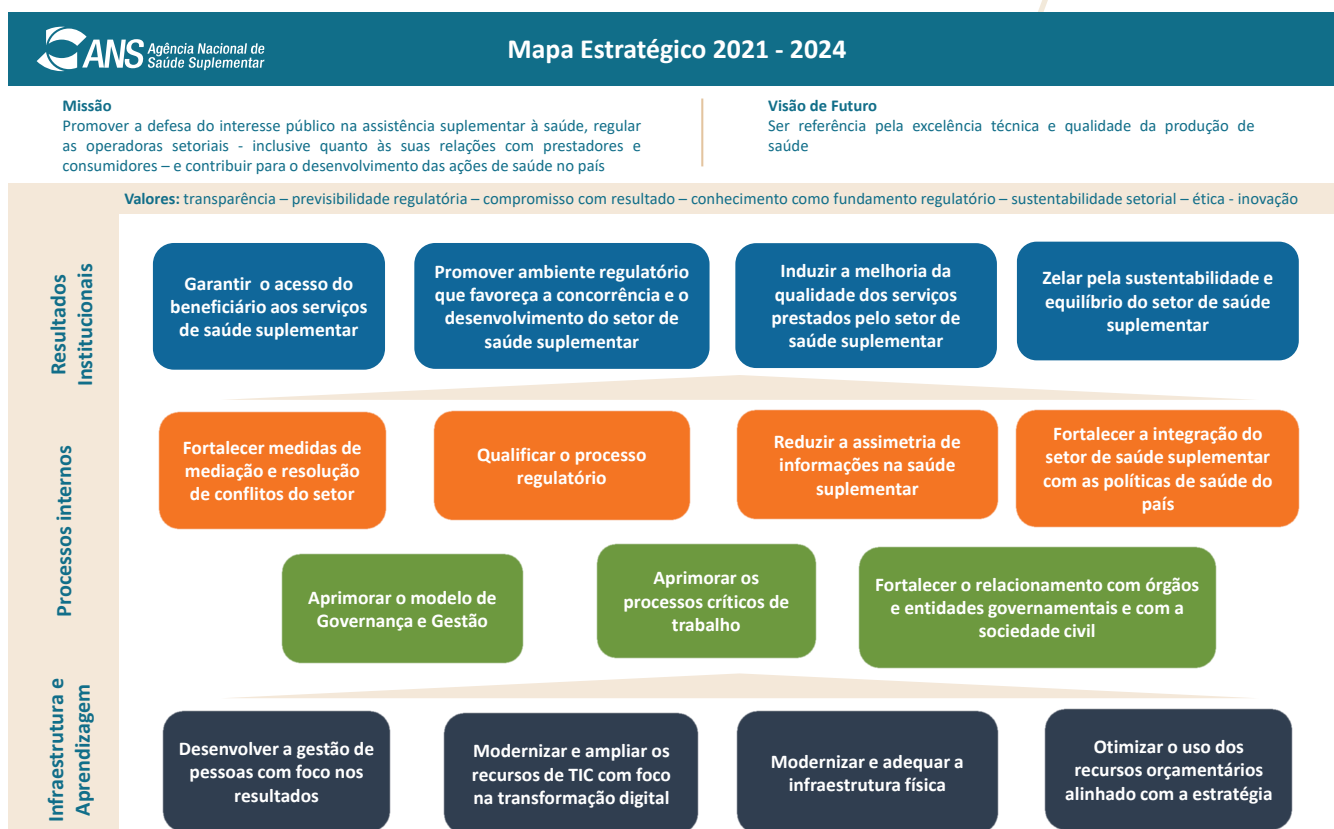 ANS Agência Nacional de
Saúde Suplementar
Mapa Estratégico 2021 - 2024
Missão
Promover a defesa do interesse público na assistência suplementar à saúde, regular
as operadoras setoriais - inclusive quanto às suas relações com prestadores e
consumidores – e contribuir para o desenvolvimento das ações de saúde no país
Visão de Futuro
Ser referência pela excelência técnica e qualidade da produção de
saúde
Valores: transparência – previsibilidade regulatória – compromisso com resultado – conhecimento como fundamento regulatório – sustentabilidade setorial – ética - inovação
Resultados
Institucionais
Garantir o acesso do
beneficiário aos serviços
de saúde suplementar
Promover ambiente regulatório
que favoreça a concorrência e o
desenvolvimento do setor de
saúde suplementar
Induzir a melhoria da
qualidade dos serviços
prestados pelo setor de
saúde suplementar
Zelar pela sustentabilidade e
equilíbrio do setor de saúde
suplementar
Processos internos
Fortalecer medidas de
mediação e resolução
de conflitos do setor
Qualificar o processo
regulatório
Reduzir a assimetria de
informações na saúde
suplementar
Fortalecer a integração do
setor de saúde suplementar
com as políticas de saúde do
país
Aprimorar o modelo de
Governança e Gestão
Aprimorar os
processos críticos de
trabalho
Fortalecer o relacionamento com órgãos
e entidades governamentais e com a
sociedade civil
Infraestrutura e
Aprendizagem
Desenvolver a gestão de
pessoas com foco nos
resultados
Modernizar e ampliar os
recursos de TIC com foco
na transformação digital
Modernizar e adequar a
infraestrutura física
Otimizar o uso dos
recursos orçamentários
alinhado com a estratégia